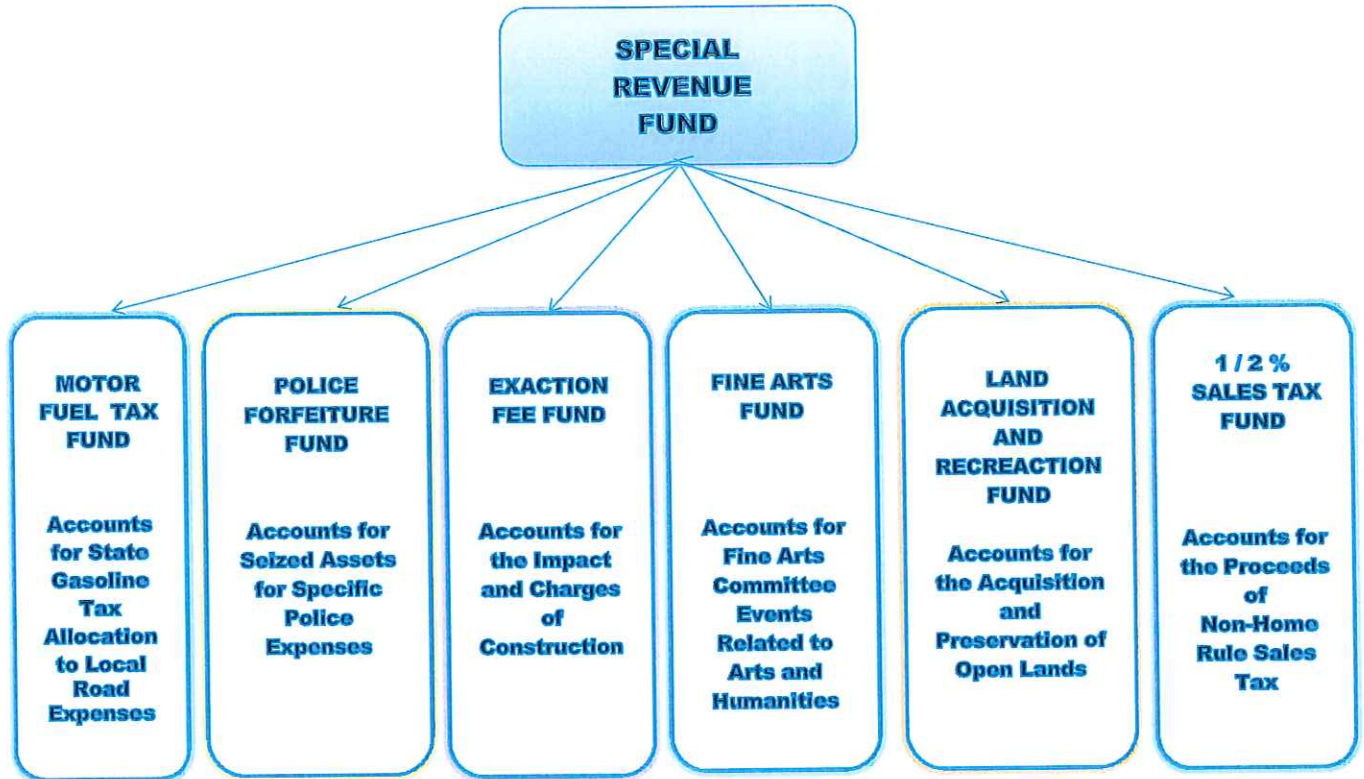 SPECIAL
REVENUE
FUND
MOTOR
FUEL TAX
FUND
Accounts
for State
Gasoline
Tax
Allocation
to Local
Road
Expenses
POLICE
FORFEITURE
FUND
Accounts for
Seized Assets
for Specific
Police
Expenses
EXACTION
FEE FUND
Accounts for
the Impact
and Charges
of
Construction
FINE ARTS
FUND
Accounts for
Fine Arts
Committee
Events
Related to
Arts and
Humanities
LAND
ACQUISITION
AND
RECREACTION
FUND
Accounts for
the Acquisition
and
Preservation of
Open Lands
1 / 2 %
SALES TAX
FUND
Accounts for
the Proceeds
of
Non-Home
Rule Sales
Tax